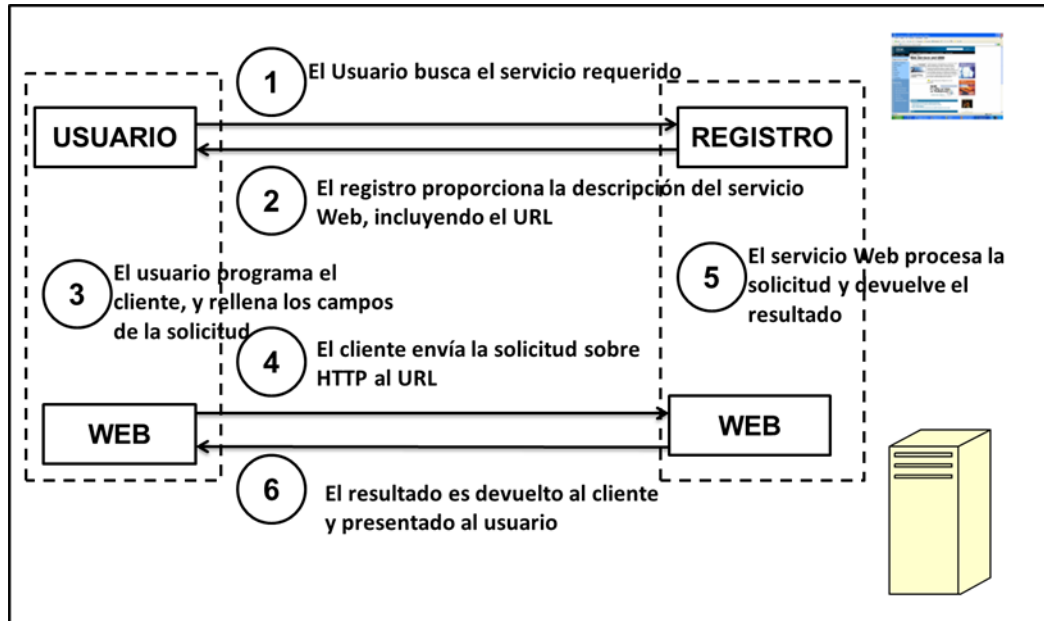 1
El Usuario busca el servicio requerido
USUARIO
REGISTRO
2
El registro proporciona la descripción del servicio
Web, incluyendo el URL
3
El usuario programa el
cliente, y rellena los campos
de la solicitud
5
El servicio Web procesa la
solicitud y devuelve el
resultado
4
El cliente envía la solicitud sobre
HTTP al URL
WEB
WEB
6
El resultado es devuelto al cliente
y presentado al usuario